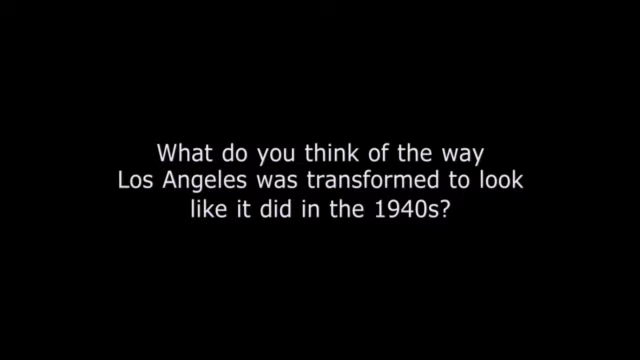 What do you think of the way
Los Angeles was transformed to look
like it did in the 1940s?